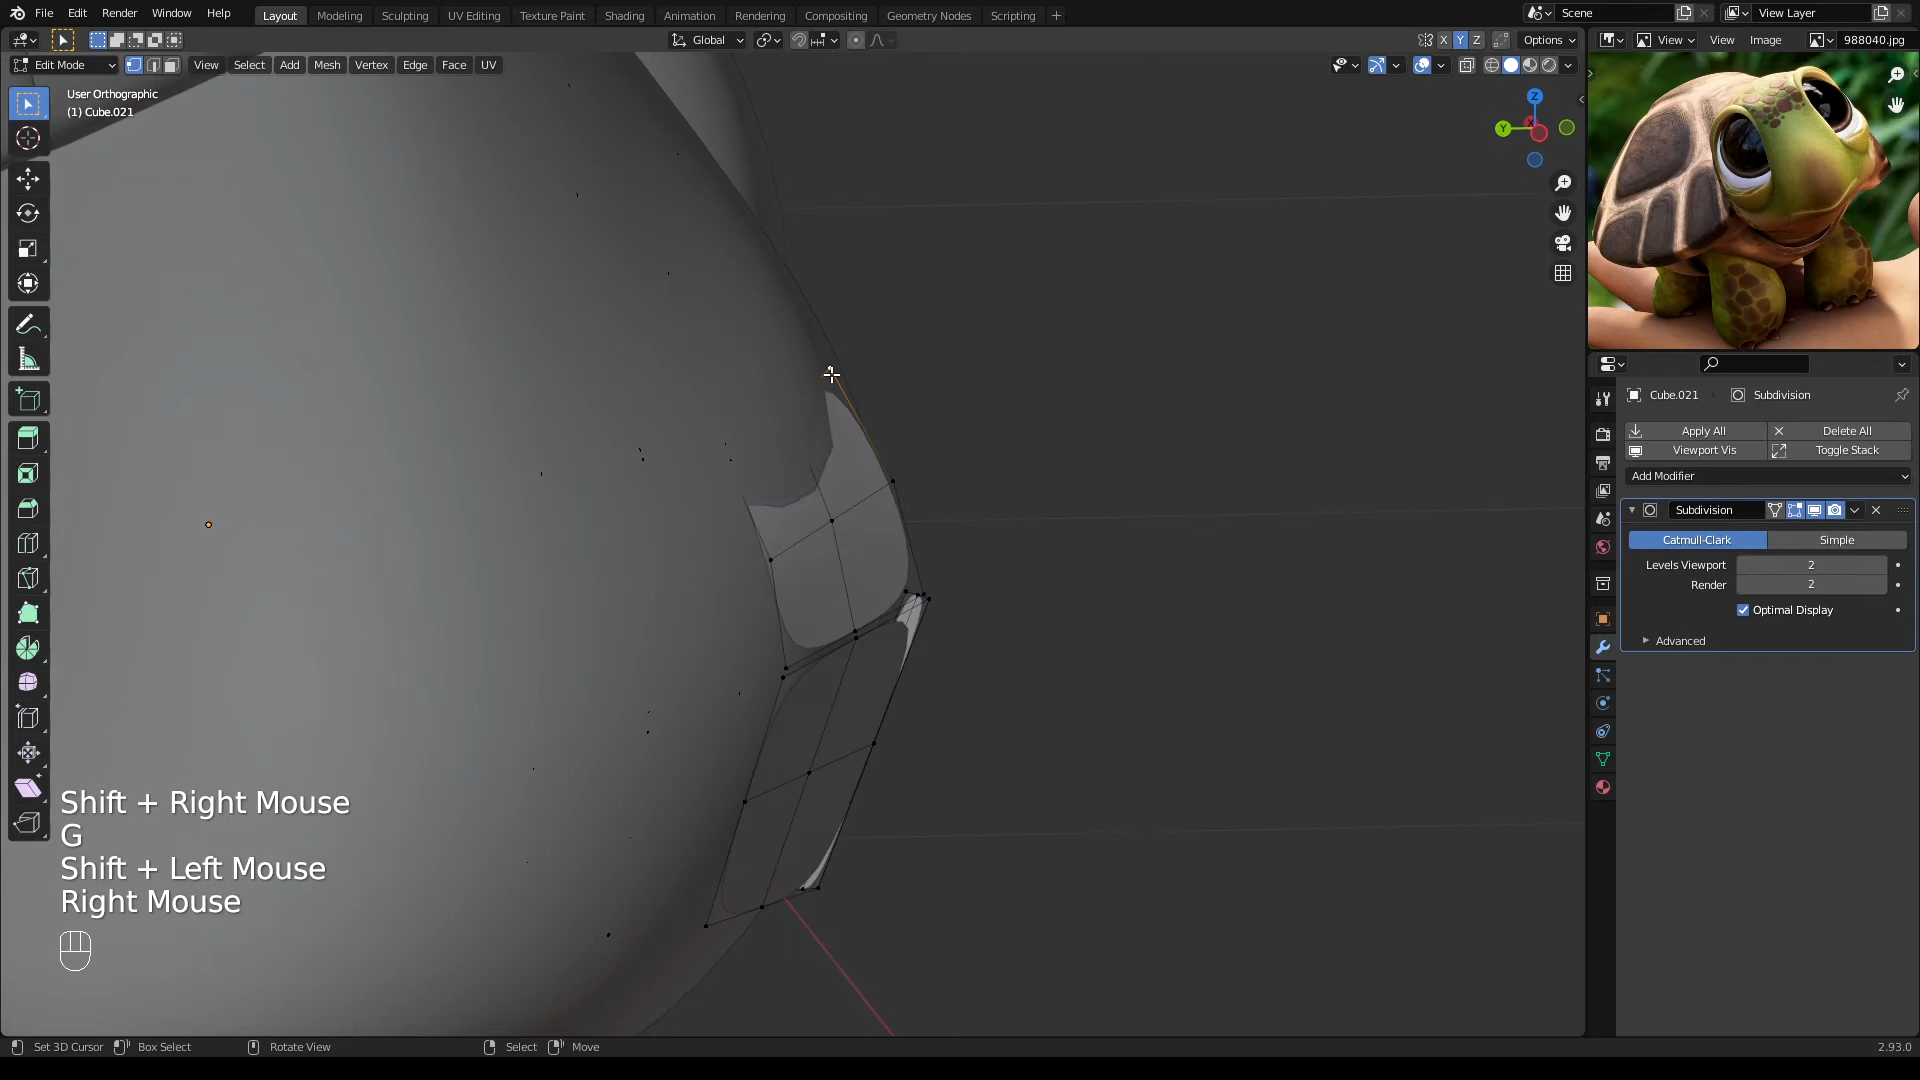 File Edit Render Window Help Layout Modeling Sculpting UV Editing Texture Paint Shading Animation Rendering Compositing Geometry Nodes Scripting + Scene View Layer
Global X Y Z Options View View Image 988040.jpg
Edit Mode View Select Add Mesh Vertex Edge Face UV
User Orthographic
(1) Cube.021
Z
Y
X
Cube.021 Subdivision
Apply All Delete All
Viewport Vis Toggle Stack
Add Modifier
Subdivision
Catmull-Clark Simple
Levels Viewport 2
Render 2
Optimal Display
Advanced
Shift + Right Mouse
G
Shift + Left Mouse
Right Mouse
Set 3D Cursor Box Select Rotate View Select Move 2.93.0